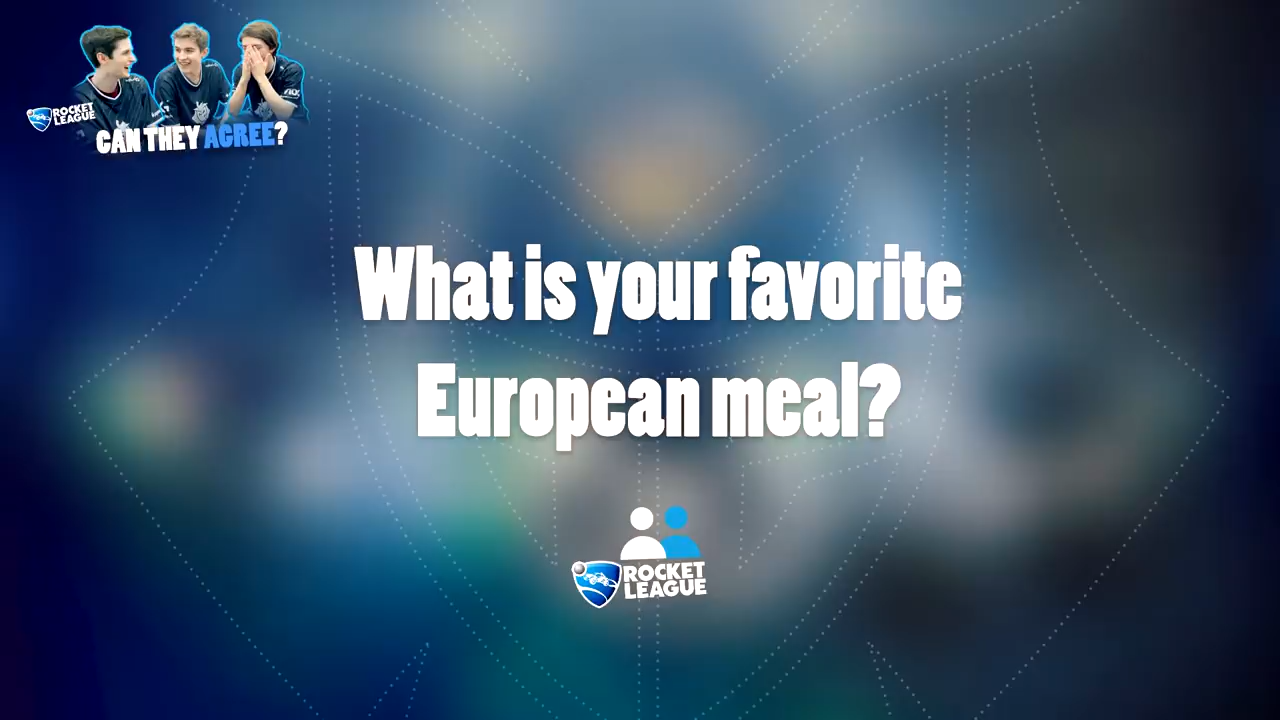 ROCKET
LEAGUE
CAN THEY AGREE?
What is your favorite
European meal?
ROCKET
LEAGUE